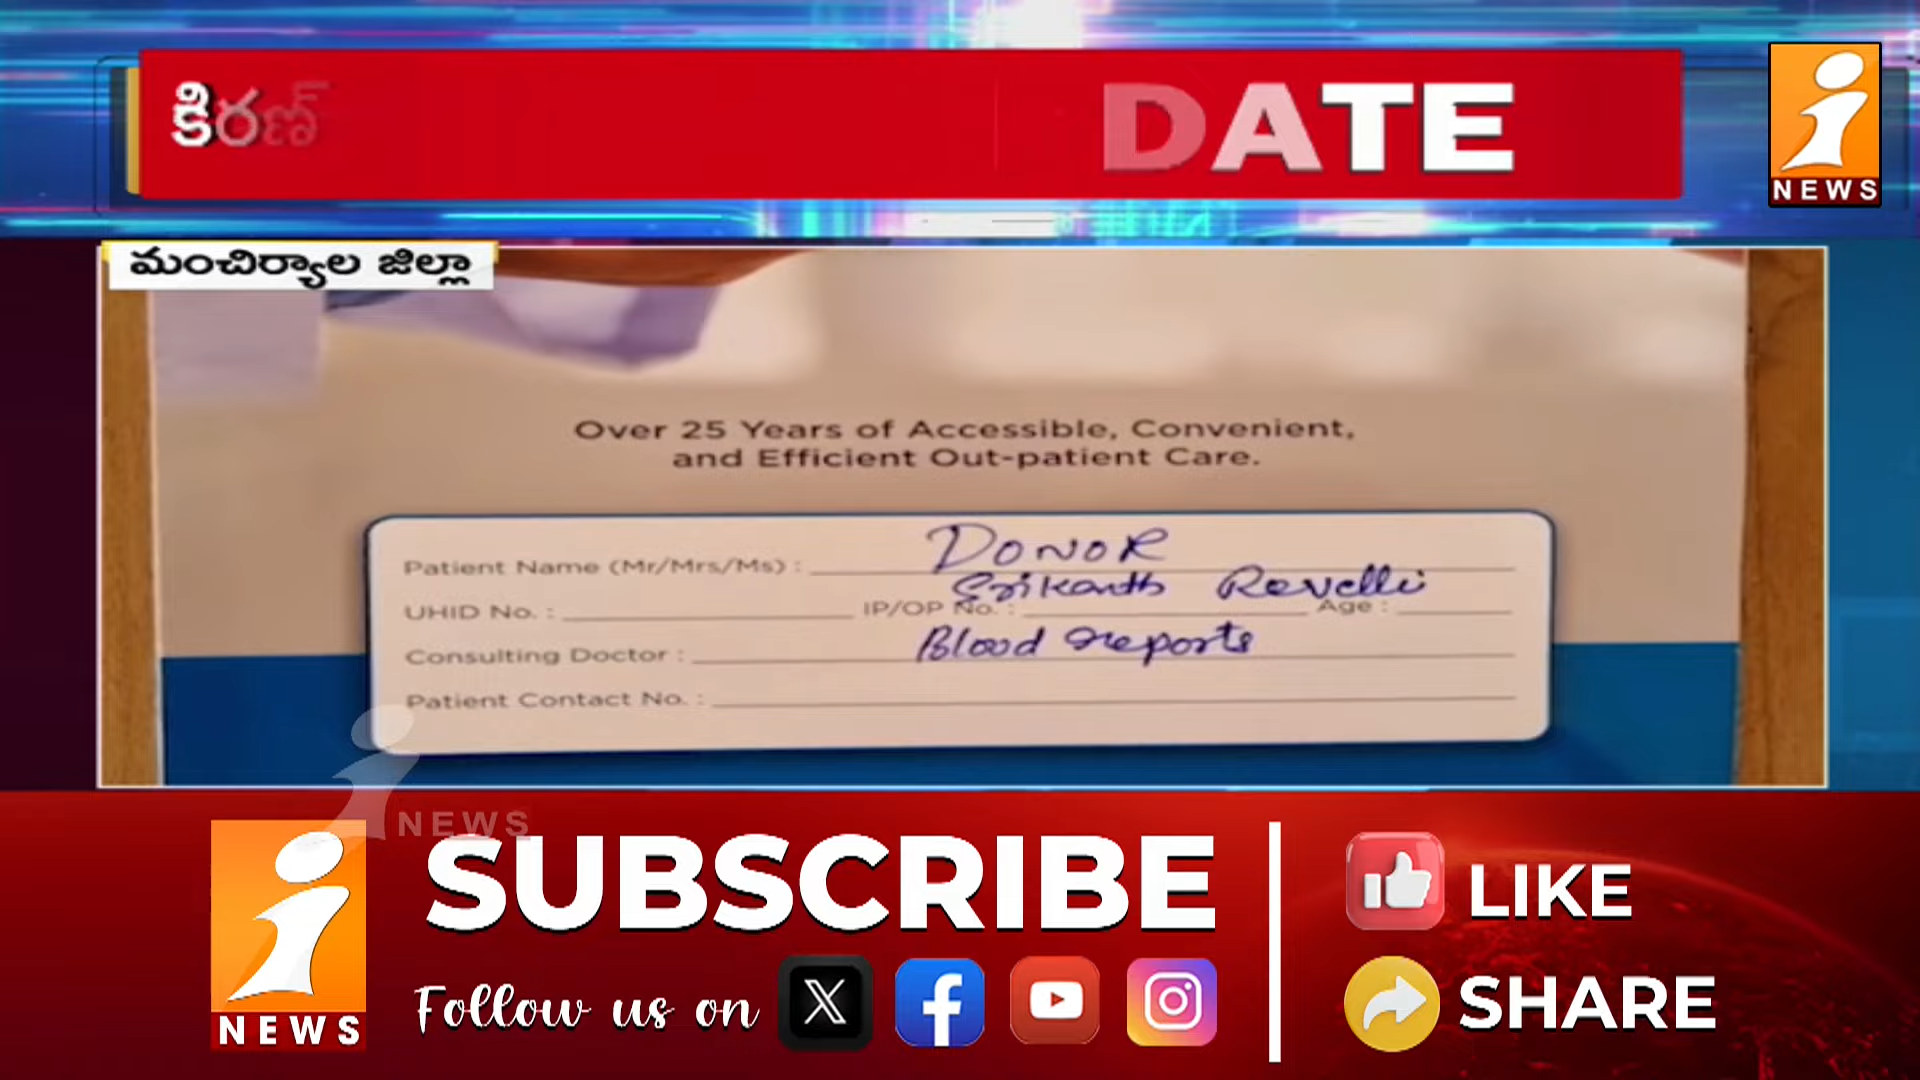 కిరణ్ DATE
i NEWS
మంచిర్యాల జిల్లా
Over 25 Years of Accessible, Convenient,
and Efficient Out-patient Care.
Patient Name (Mr/Mrs/Ms) : DONOR
Srikanth Revelli
UHID No. : IP/OP No. : Age :
Consulting Doctor : Blood reports
Patient Contact No. :
i NEWS
i NEWS
SUBSCRIBE
LIKE
Follow us on
SHARE